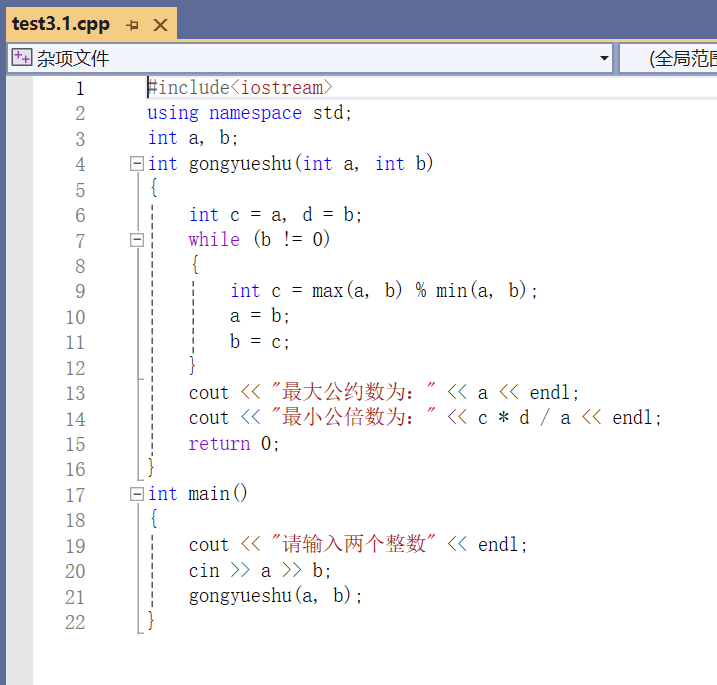 test3.1.cpp
杂项文件
(全局范围
1 #include<iostream>
2 using namespace std;
3 int a, b;
4 int gongyueshu(int a, int b)
5 {
6 int c = a, d = b;
7 while (b != 0)
8 {
9 int c = max(a, b) % min(a, b);
10 a = b;
11 b = c;
12 }
13 cout << "最大公约数为：" << a << endl;
14 cout << "最小公倍数为：" << c * d / a << endl;
15 return 0;
16 }
17 int main()
18 {
19 cout << "请输入两个整数" << endl;
20 cin >> a >> b;
21 gongyueshu(a, b);
22 }